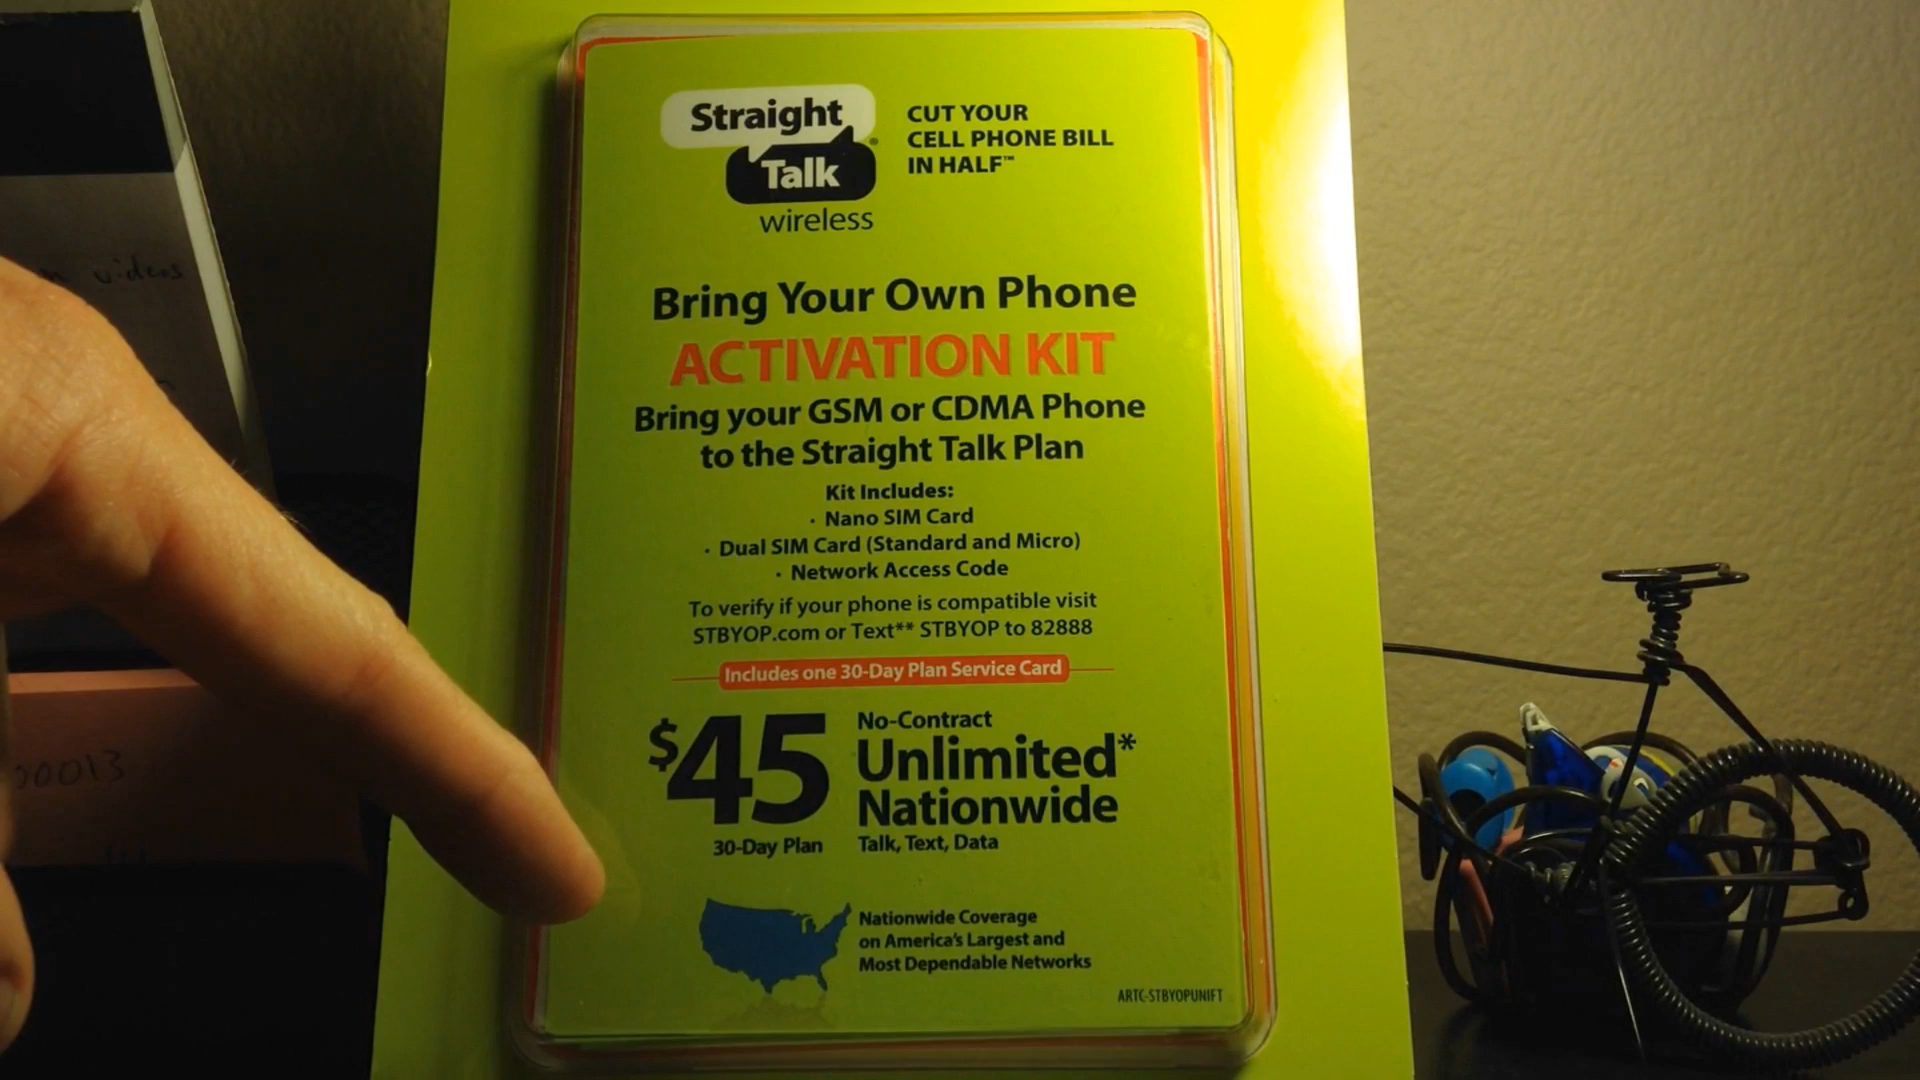 Straight
Talk
wireless
CUT YOUR
CELL PHONE BILL
IN HALF™
Bring Your Own Phone
ACTIVATION KIT
Bring your GSM or CDMA Phone
to the Straight Talk Plan
Kit Includes:
· Nano SIM Card
· Dual SIM Card (Standard and Micro)
· Network Access Code
To verify if your phone is compatible visit
STBYOP.com or Text** STBYOP to 82888
Includes one 30-Day Plan Service Card
$45
30-Day Plan
No-Contract
Unlimited*
Nationwide
Talk, Text, Data
Nationwide Coverage
on America's Largest and
Most Dependable Networks
ARTC-STBYOPUNIFT
videos